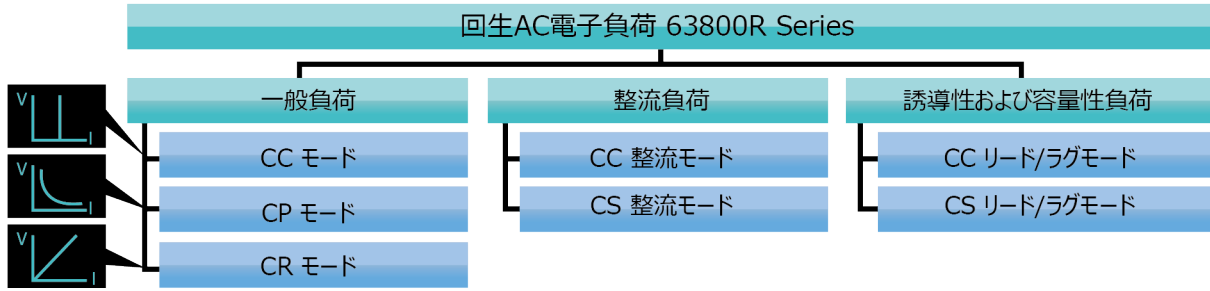 回生AC電子負荷 63800R Series
一般負荷
整流負荷
誘導性および容量性負荷
V
I
CC モード
CC 整流モード
CC リード/ラグモード
V
I
CP モード
CS 整流モード
CS リード/ラグモード
V
I
CR モード